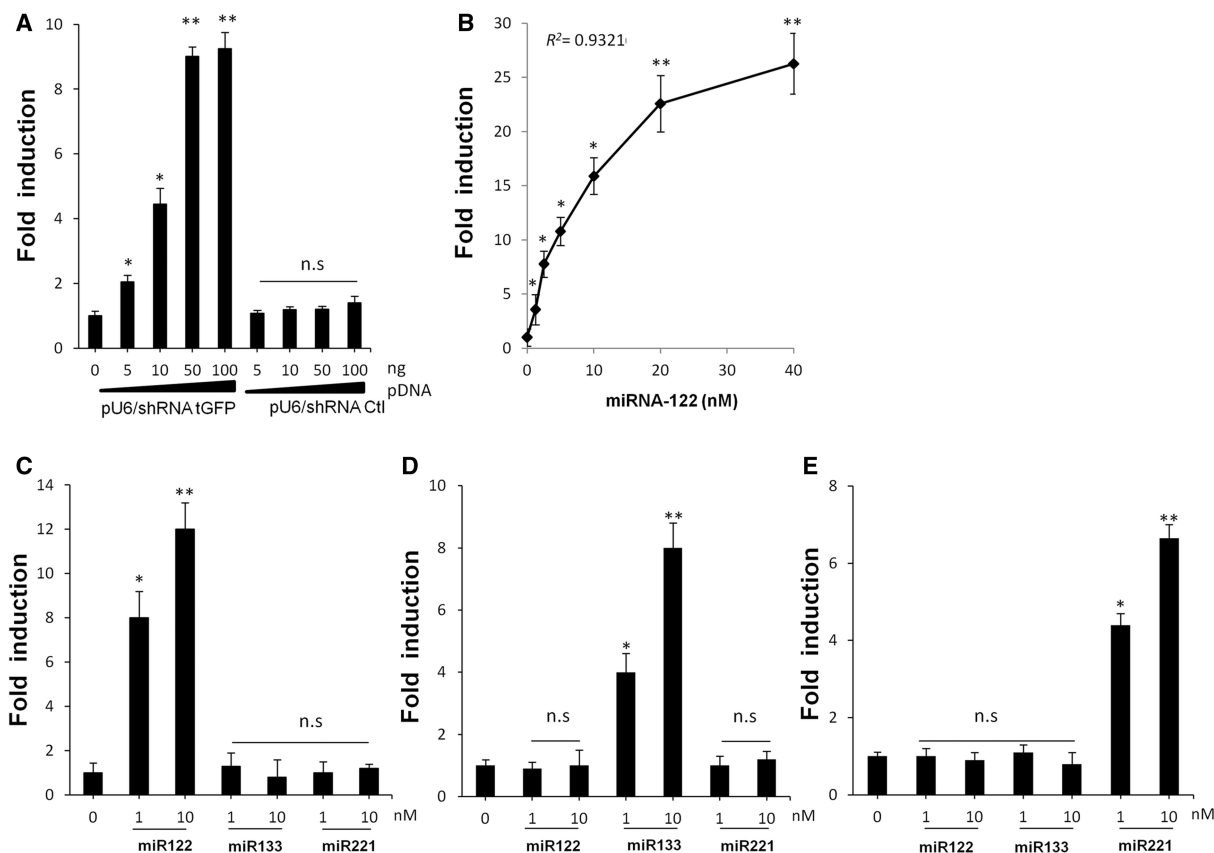 A
Fold induction
10
8
6
4
2
0
*
*
**
**
n.s
0 5 10 50 100 5 10 50 100 ng
pDNA
pU6/shRNA tGFP pU6/shRNA Ctl
B
Fold induction
30
25
20
15
10
5
0
R²= 0.9321
*
*
*
*
**
**
0 10 20 30 40
miRNA-122 (nM)
C
Fold induction
14
12
10
8
6
4
2
0
*
**
n.s
0 1 10 1 10 1 10 nM
miR122 miR133 miR221
D
Fold induction
10
8
6
4
2
0
n.s
*
**
n.s
0 1 10 1 10 1 10 nM
miR122 miR133 miR221
E
Fold induction
8
6
4
2
0
n.s
*
**
0 1 10 1 10 1 10 nM
miR122 miR133 miR221